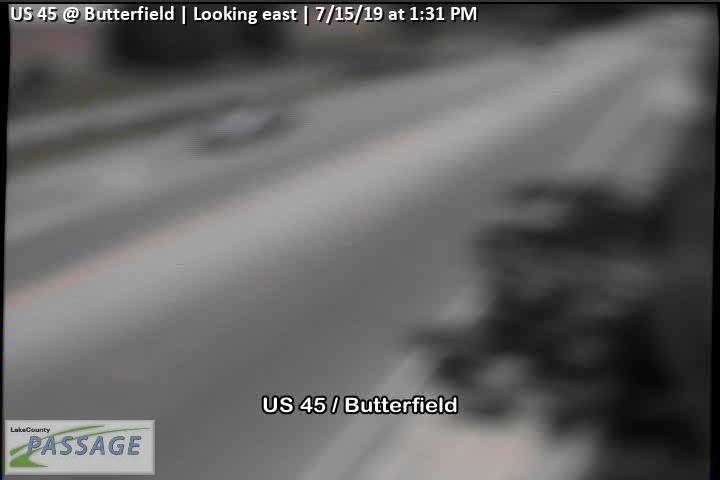 US 45 @ Butterfield | Looking east | 7/15/19 at 1:31 PM
US 45 / Butterfield
LakeCounty
PASSAGE